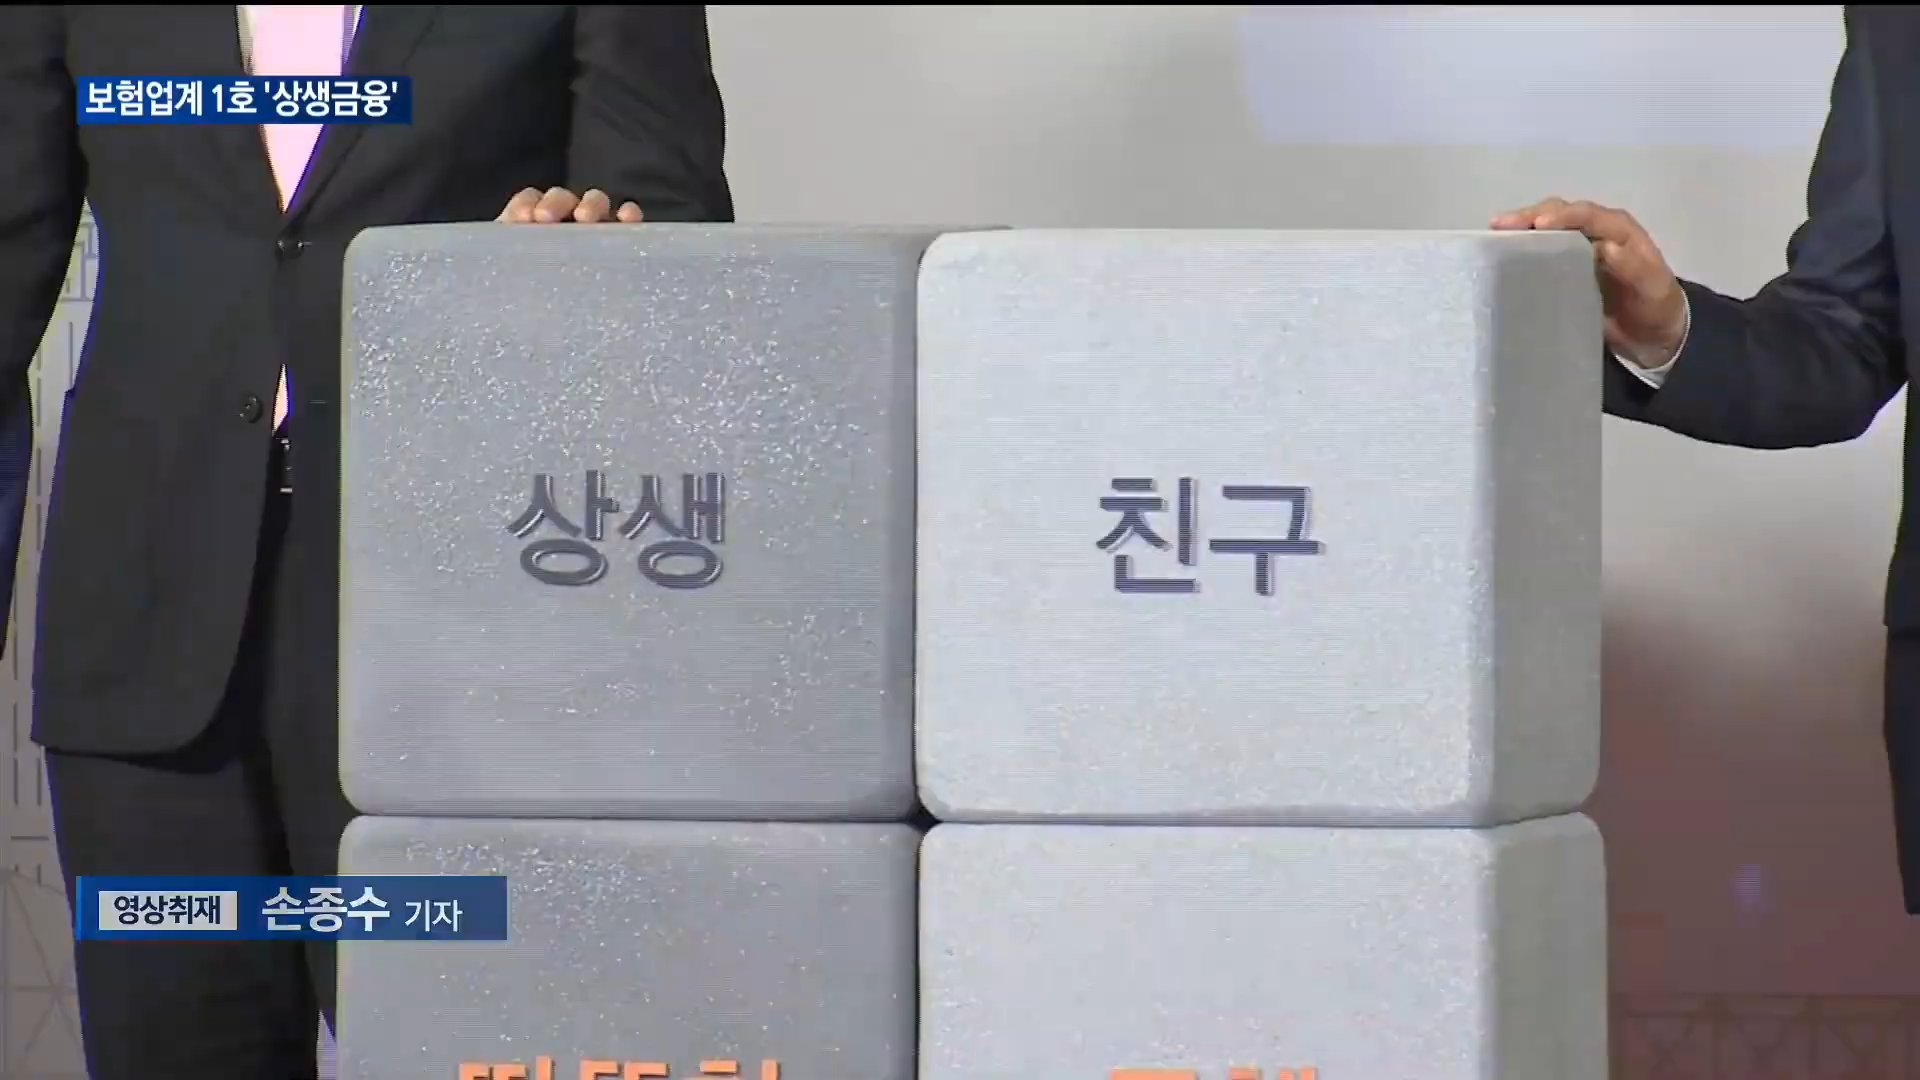 보험업계 1호 '상생금융'
상생 친구
영상취재 손종수 기자